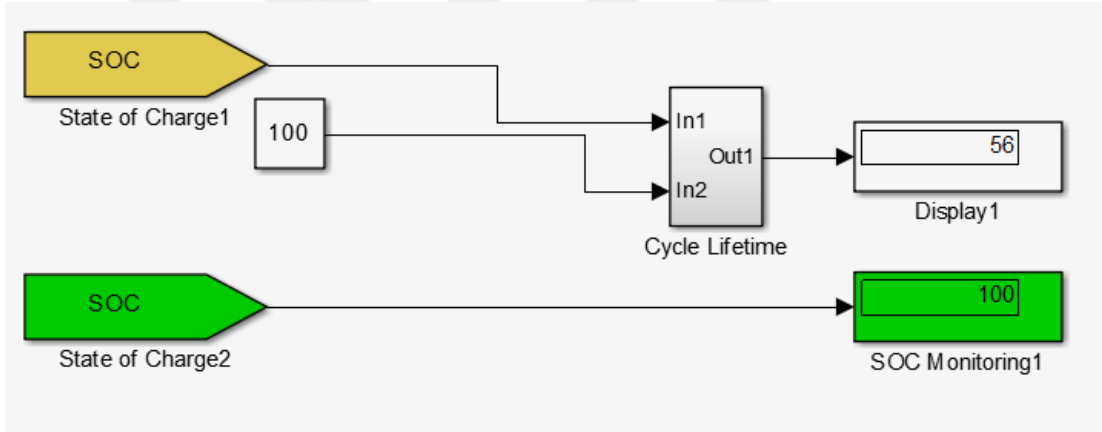 SOC
State of Charge1
100
In1
Out1
In2
56
Display1
Cycle Lifetime
SOC
State of Charge2
100
SOC Monitoring1